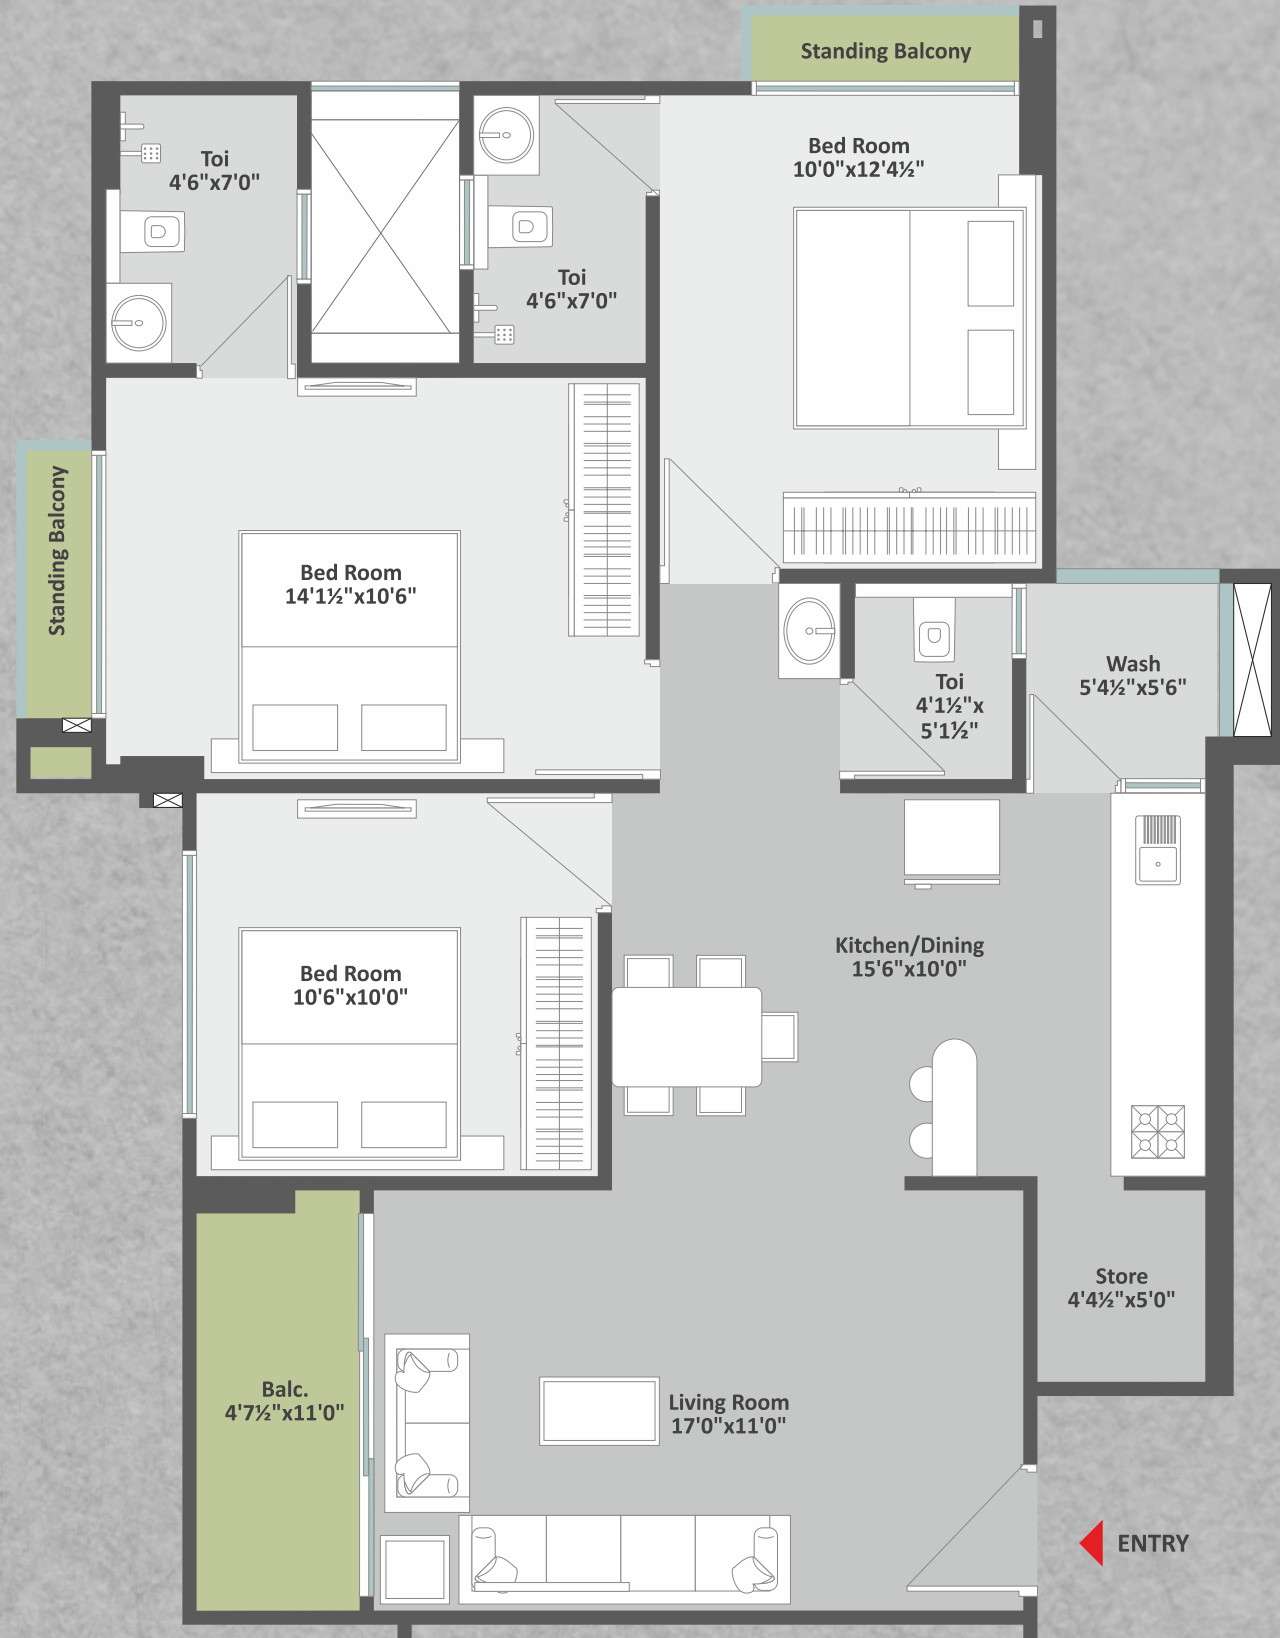 Standing Balcony
Bed Room
10'0"x12'4½"
Toi
4'6"x7'0"
Toi
4'6"x7'0"
Standing Balcony
Bed Room
14'1½"x10'6"
Toi
4'1½"x
5'1½"
Wash
5'4½"x5'6"
Kitchen/Dining
15'6"x10'0"
Bed Room
10'6"x10'0"
Store
4'4½"x5'0"
Balc.
4'7½"x11'0"
Living Room
17'0"x11'0"
ENTRY